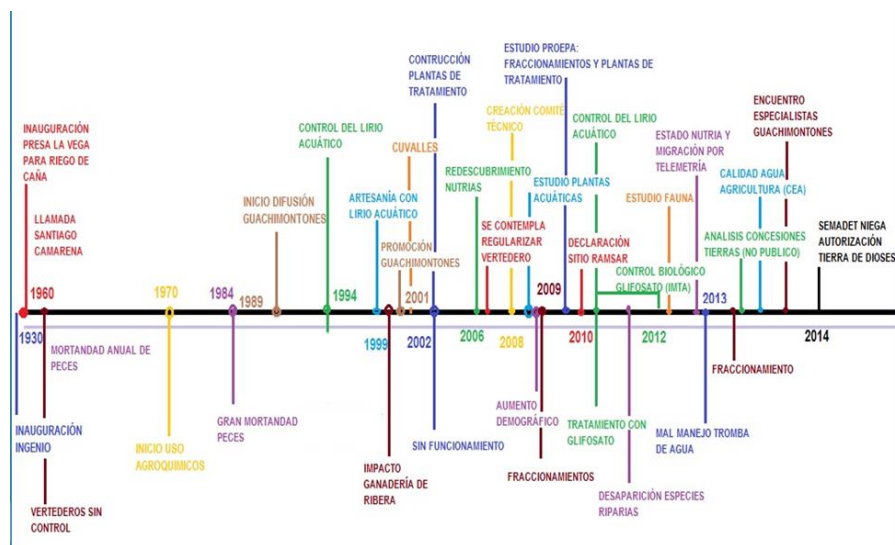 INAUGURACIÓN
PRESA LA VEGA
PARA RIEGO DE
CAÑA
LLAMADA
SANTIAGO
CAMARENA
1960
1930
MORTANDAD ANUAL DE
PECES
INAUGURACIÓN
INGENIO
VERTEDEROS SIN
CONTROL
1970
INICIO USO
AGROQUIMICOS
1984
GRAN MORTANDAD
PECES
INICIO DIFUSIÓN
GUACHIMONTONES
1989
CONTROL DEL LIRIO
ACUÁTICO
1994
ARTESANÍA CON
LIRIO ACUÁTICO
1999
IMPACTO
GANADERÍA DE
RIBERA
PROMOCIÓN
GUACHIMONTONES
CUVALLES
2001
CONTRUCCIÓN
PLANTAS DE
TRATAMIENTO
2002
SIN FUNCIONAMIENTO
REDESCUBRIMIENTO
NUTRIAS
2006
SE CONTEMPLA
REGULARIZAR
VERTEDERO
CREACIÓN COMITÉ
TÉCNICO
2008
ESTUDIO PLANTAS
ACUÁTICAS
AUMENTO
DEMOGRÁFICO
2009
FRACCIONAMIENTOS
ESTUDIO PROEPA:
FRACCIONAMIENTOS Y PLANTAS DE
TRATAMIENTO
DECLARACIÓN
SITIO RAMSAR
2010
CONTROL DEL LIRIO
ACUÁTICO
CONTROL BIOLÓGICO
GLIFOSATO (IMTA)
TRATAMIENTO CON
GLIFOSATO
DESAPARICIÓN ESPECIES
RIPARIAS
2012
ESTUDIO FAUNA
ESTADO NUTRIA Y
MIGRACIÓN POR
TELEMETRÍA
2013
MAL MANEJO TROMBA
DE AGUA
FRACCIONAMIENTO
ANALISIS CONCESIONES
TIERRAS (NO PUBLICO)
CALIDAD AGUA
AGRICULTURA (CEA)
ENCUENTRO
ESPECIALISTAS
GUACHIMONTONES
SEMADET NIEGA
AUTORIZACIÓN
TIERRA DE DIOSES
2014